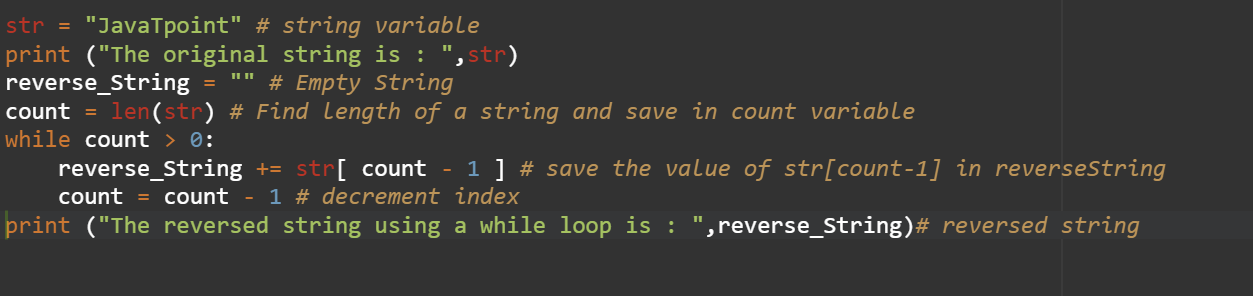 str = "JavaTpoint" # string variable
print ("The original string is : ",str)
reverse_String = "" # Empty String
count = len(str) # Find length of a string and save in count variable
while count > 0:
    reverse_String += str[ count - 1 ] # save the value of str[count-1] in reverseString
    count = count - 1 # decrement index
print ("The reversed string using a while loop is : ",reverse_String)# reversed string